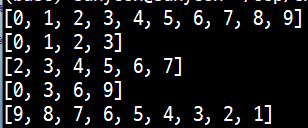 [0, 1, 2, 3, 4, 5, 6, 7, 8, 9]
[0, 1, 2, 3]
[2, 3, 4, 5, 6, 7]
[0, 3, 6, 9]
[9, 8, 7, 6, 5, 4, 3, 2, 1]